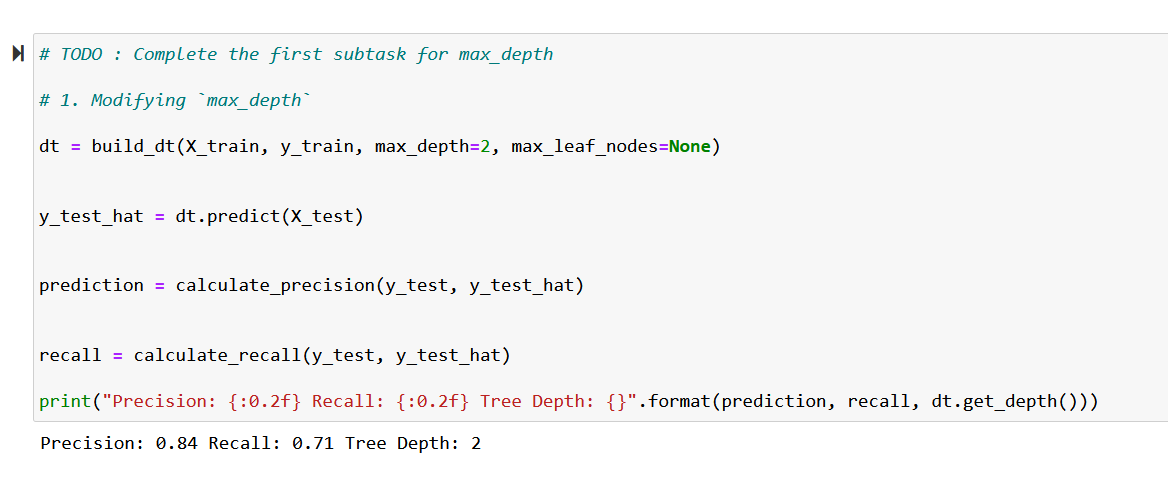 # TODO : Complete the first subtask for max_depth
# 1. Modifying `max_depth`
dt = build_dt(X_train, y_train, max_depth=2, max_leaf_nodes=None)
y_test_hat = dt.predict(X_test)
prediction = calculate_precision(y_test, y_test_hat)
recall = calculate_recall(y_test, y_test_hat)
print("Precision: {:0.2f} Recall: {:0.2f} Tree Depth: {}".format(prediction, recall, dt.get_depth()))
Precision: 0.84 Recall: 0.71 Tree Depth: 2